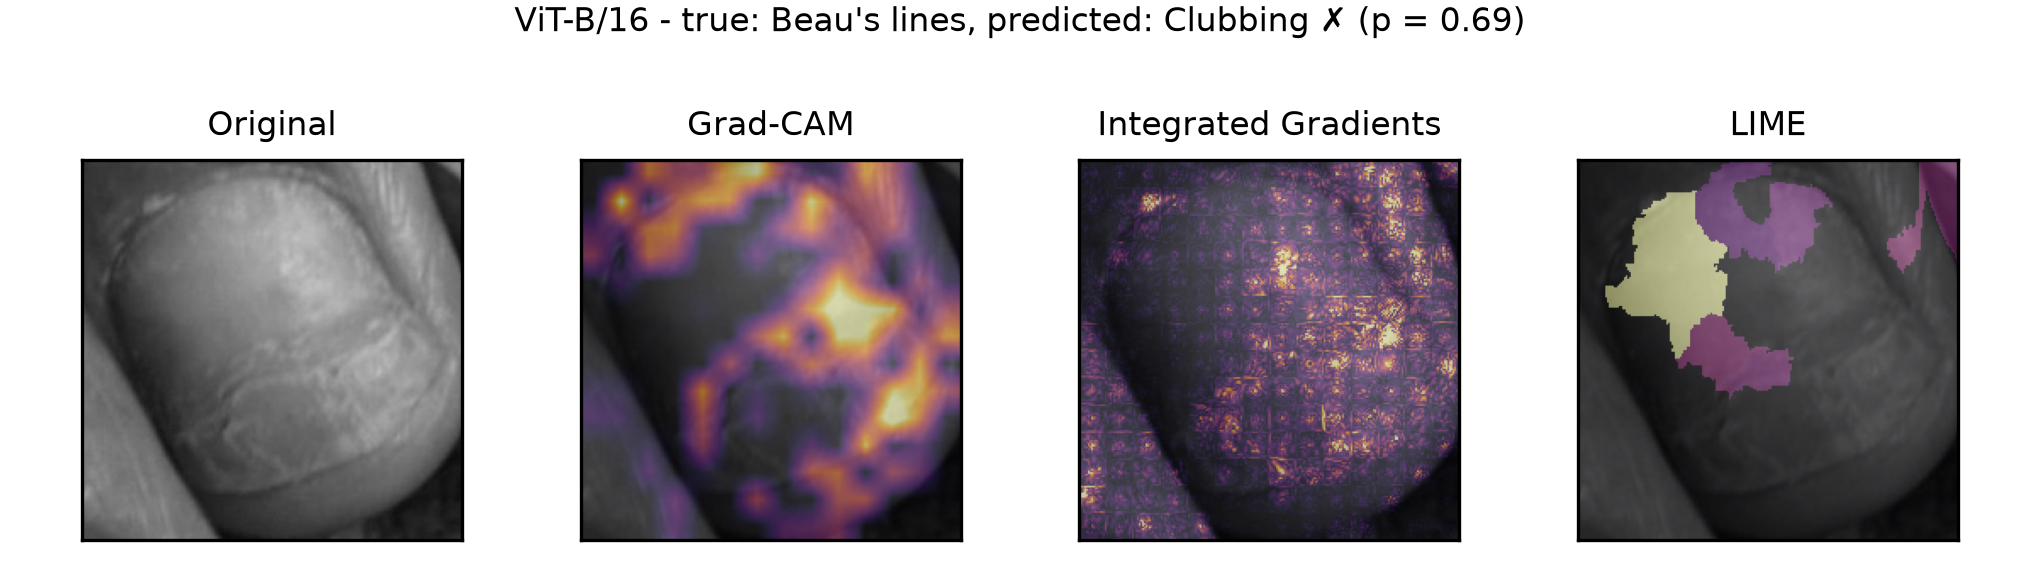 ViT-B/16 - true: Beau's lines, predicted: Clubbing ✗ (p = 0.69)
Original
Grad-CAM
Integrated Gradients
LIME